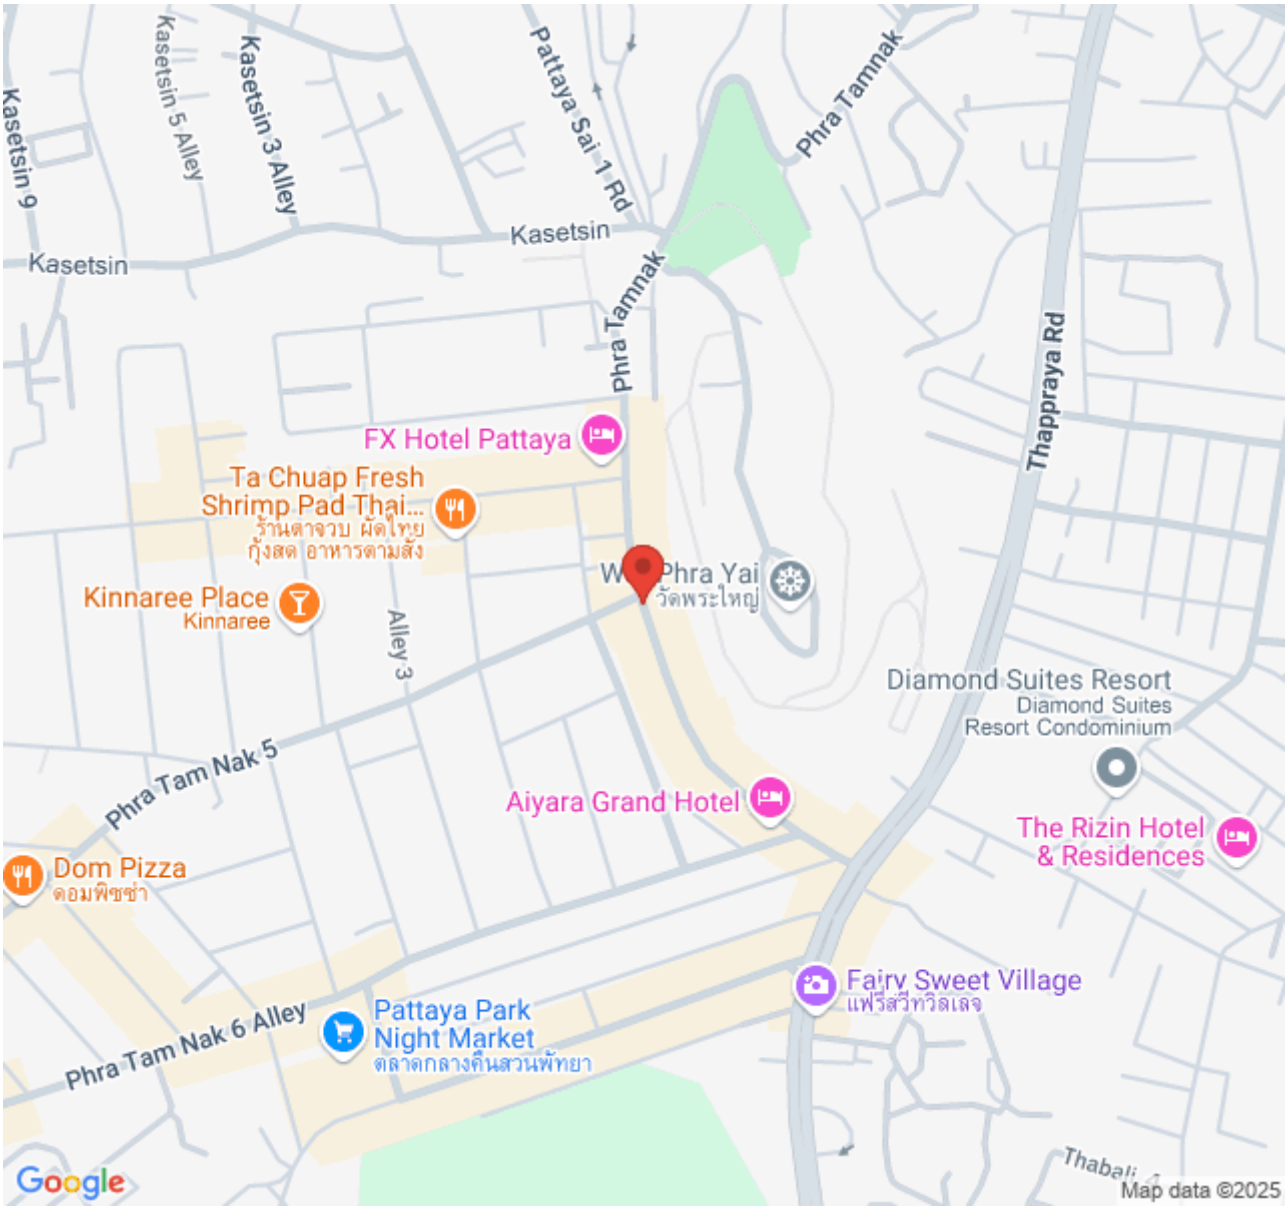 Kasetsin 9
Kasetsin 5 Alley
Kasetsin 3 Alley
Pattaya Sai 1 Rd
Phra Tamnak
Kasetsin
Kasetsin
Phra Tamnak
Thappraya Rd
FX Hotel Pattaya
Ta Chuap Fresh
Shrimp Pad Thai...
ร้านตาจวบ ผัดไทย
กุ้งสด อาหารตามสั่ง
Phra Yai
วัดพระใหญ่
Kinnaree Place
Kinnaree
Alley 3
Diamond Suites Resort
Diamond Suites
Resort Condominium
Phra Tam Nak 5
Aiyara Grand Hotel
The Rizin Hotel
& Residences
Dom Pizza
ดอมพิซซ่า
Fairy Sweet Village
แฟรี่สวีทวิลเลจ
Pattaya Park
Night Market
ตลาดกลางคืนสวนพัทยา
Phra Tam Nak 6 Alley
Thabali 4
Google
Map data ©2025